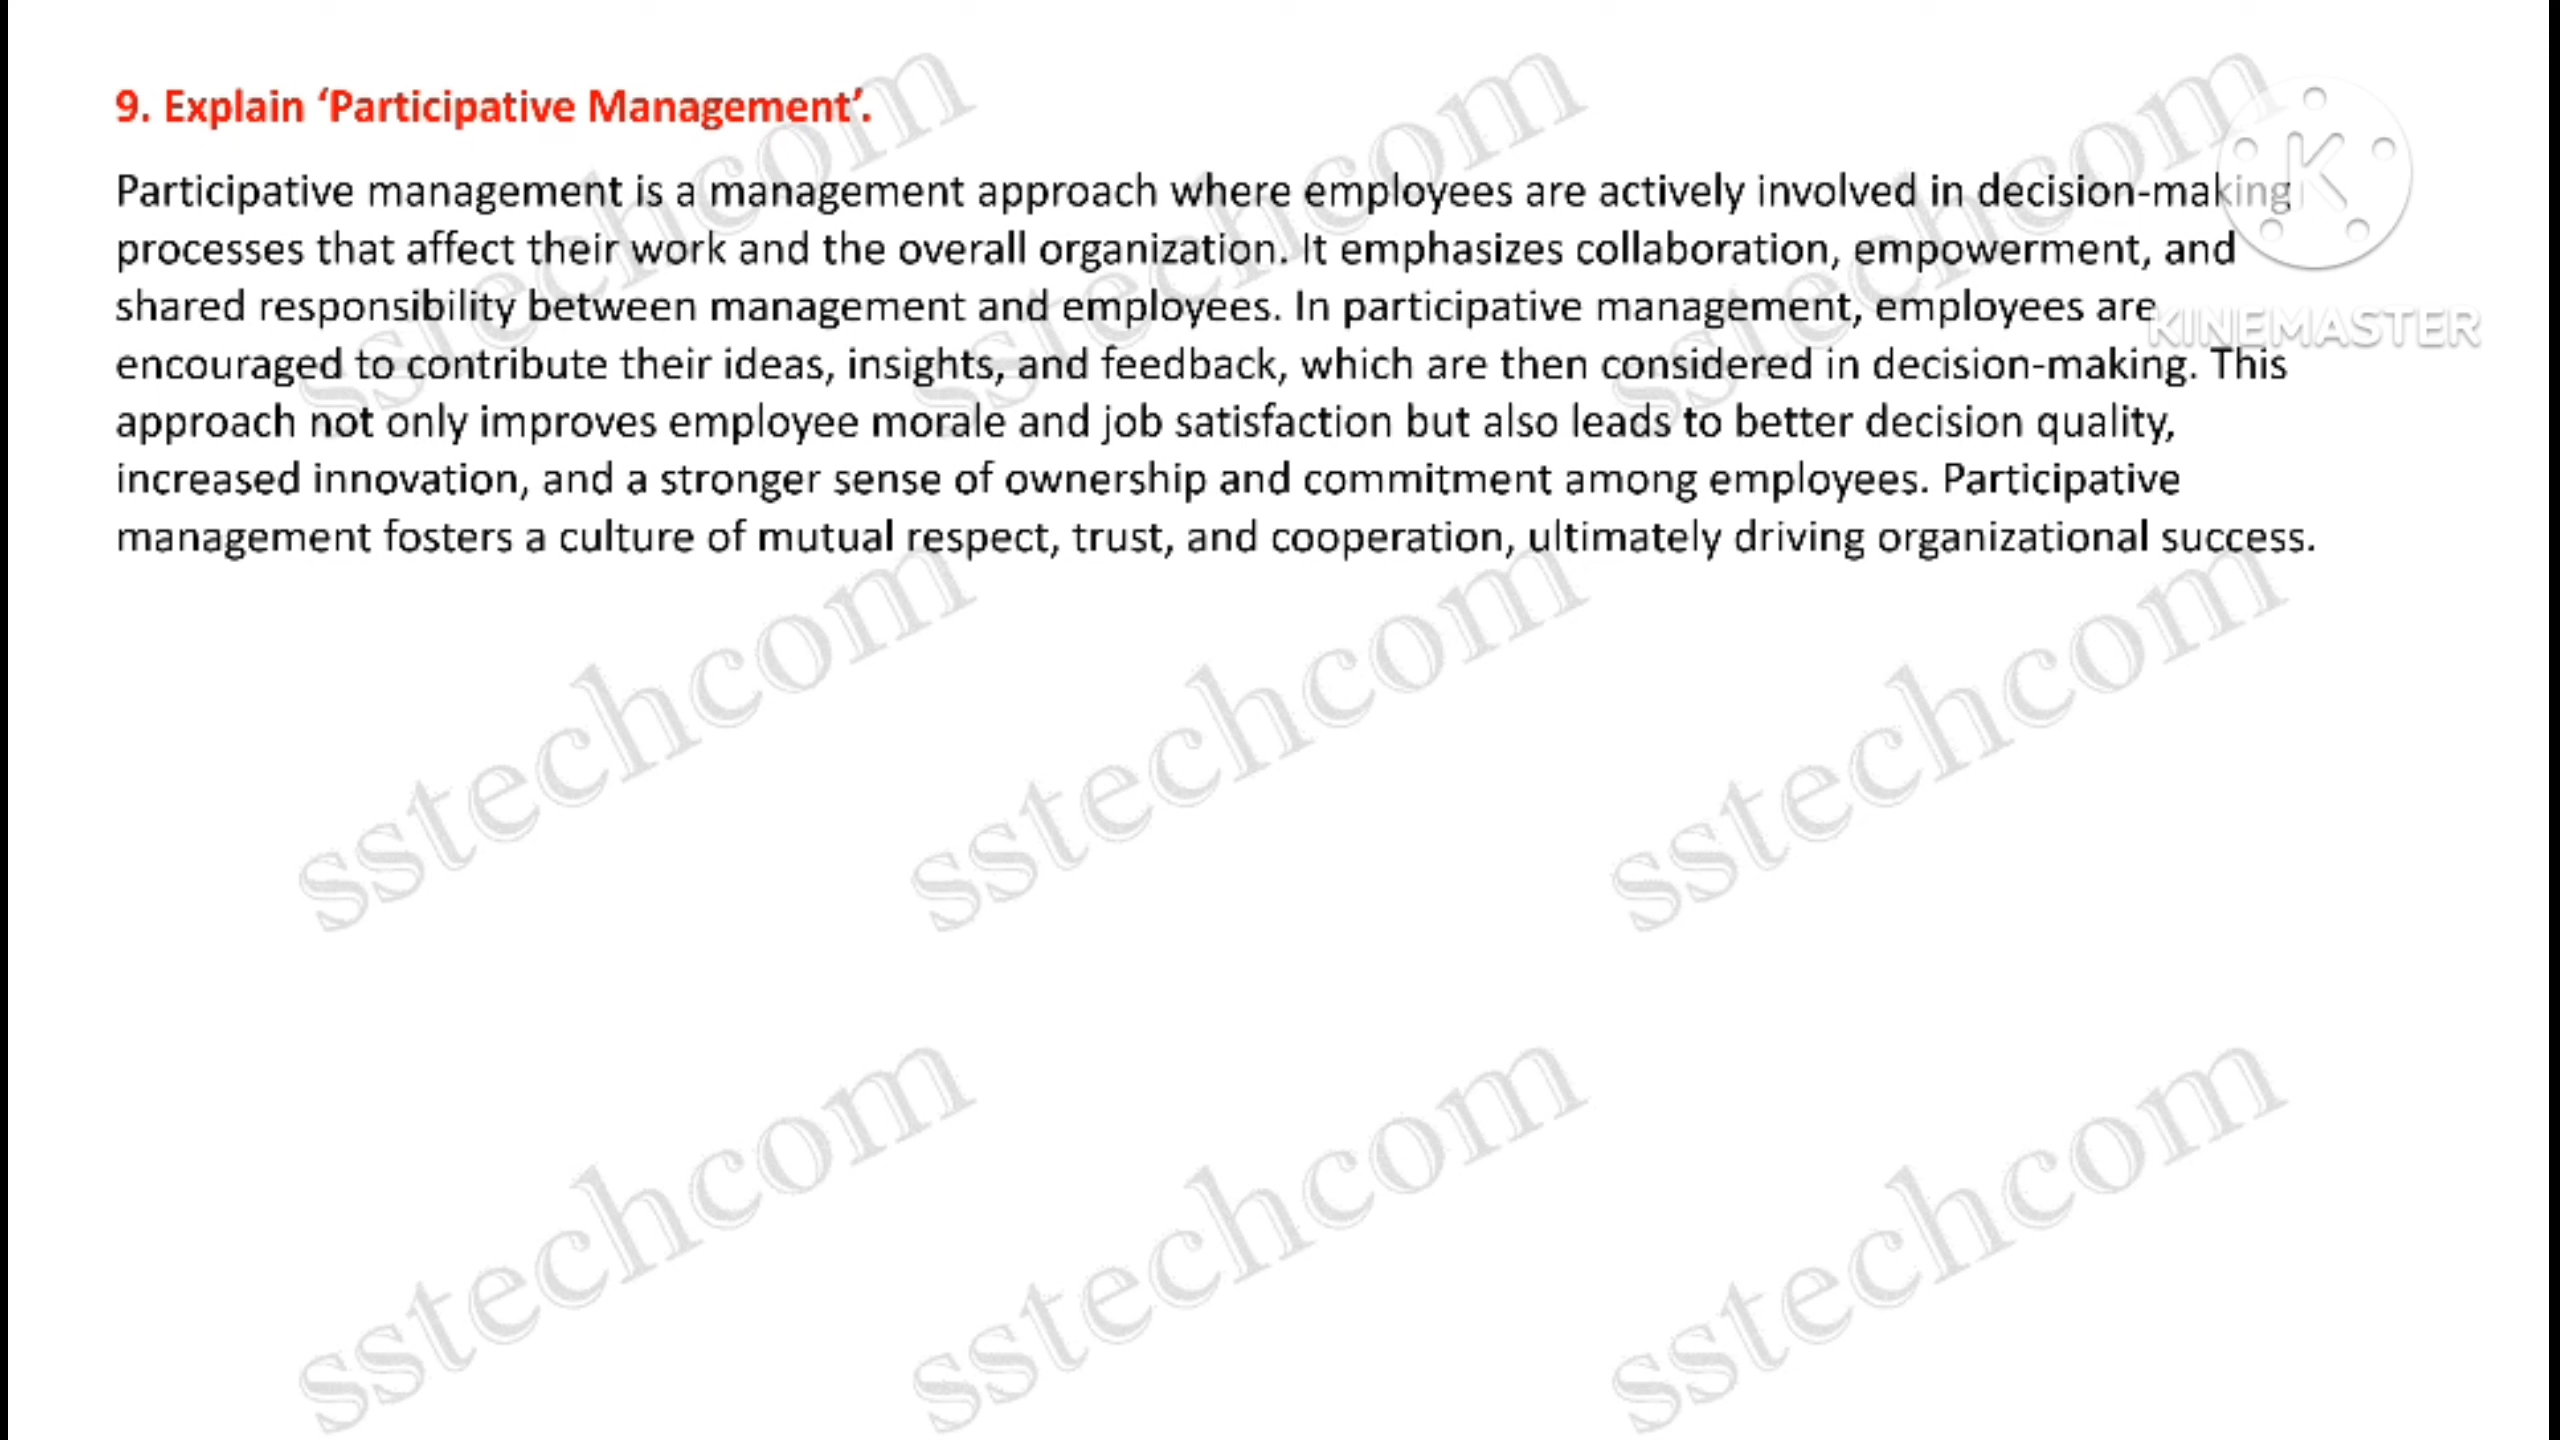 9. Explain ‘Participative Management’.
Participative management is a management approach where employees are actively involved in decision-making
processes that affect their work and the overall organization. It emphasizes collaboration, empowerment, and
shared responsibility between management and employees. In participative management, employees are
encouraged to contribute their ideas, insights, and feedback, which are then considered in decision-making. This
approach not only improves employee morale and job satisfaction but also leads to better decision quality,
increased innovation, and a stronger sense of ownership and commitment among employees. Participative
management fosters a culture of mutual respect, trust, and cooperation, ultimately driving organizational success.
K
KINEMASTER
sstechcom
sstechcom
sstechcom
sstechcom
sstechcom
sstechcom
sstechcom
sstechcom
sstechcom